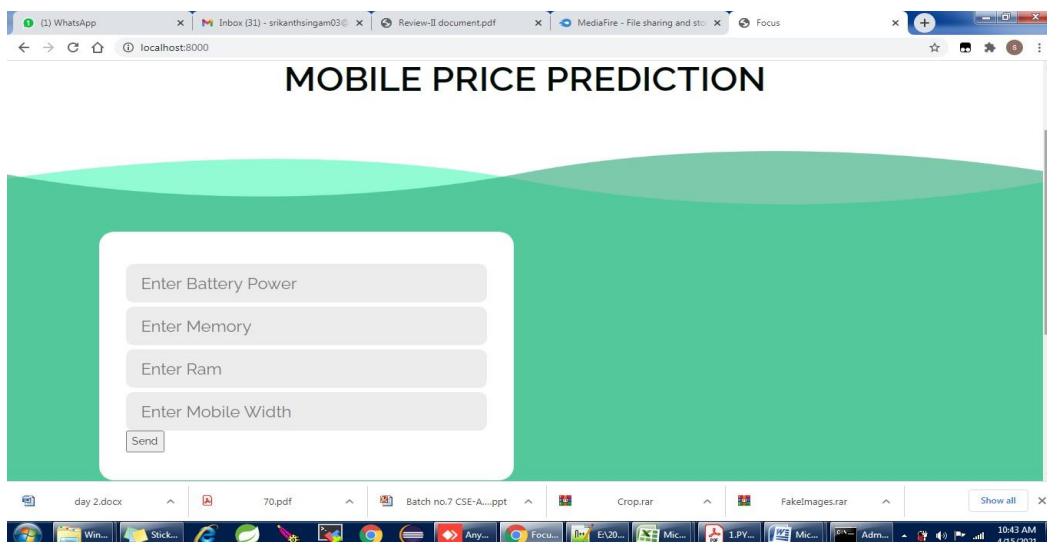 (1) WhatsApp
Inbox (31) - srikanthsingam03@
Review-II document.pdf
MediaFire - File sharing and sto
Focus
localhost:8000
MOBILE PRICE PREDICTION
Enter Battery Power
Enter Memory
Enter Ram
Enter Mobile Width
Send
day 2.docx
70.pdf
Batch no.7 CSE-A....ppt
Crop.rar
FakeImages.rar
Show all
Win...
Stick...
Any...
Focu...
E:\20...
Mic...
1.PY...
Mic...
Adm...
10:43 AM
4/15/2021